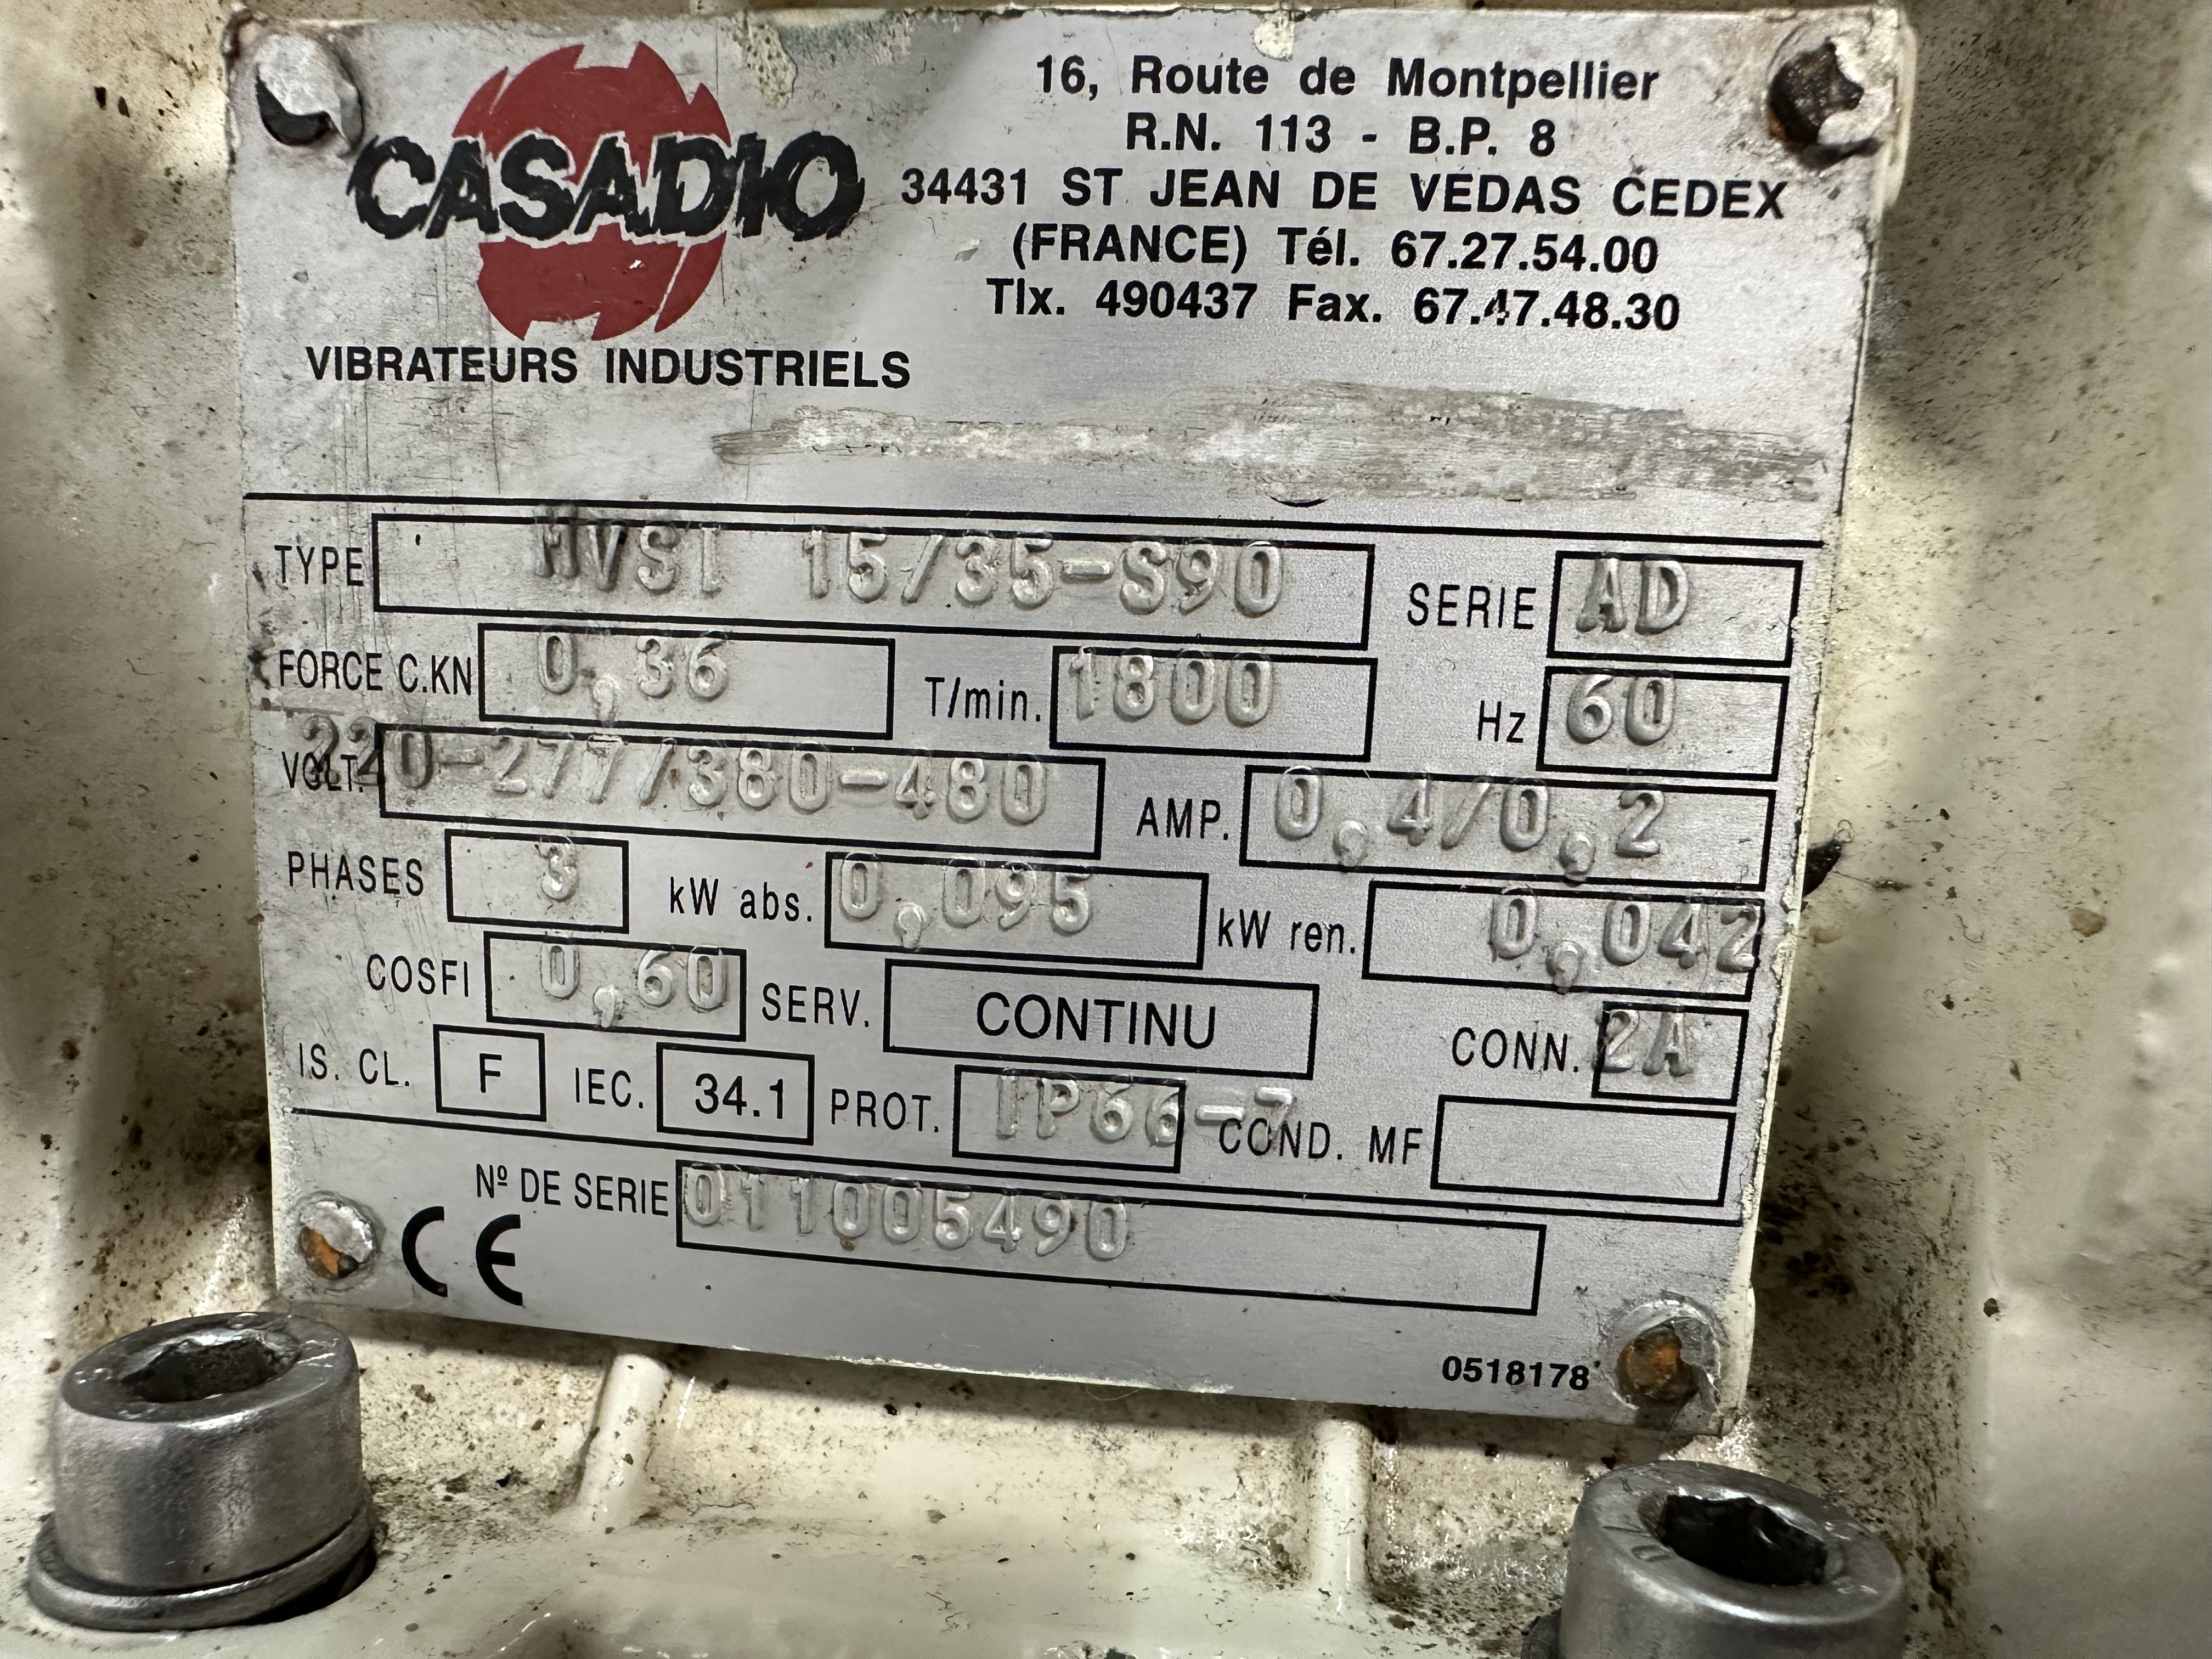 CASADIO
VIBRATEURS INDUSTRIELS
16, Route de Montpellier
R.N. 113 - B.P. 8
34431 ST JEAN DE VEDAS CEDEX
(FRANCE) Tél. 67.27.54.00
Tlx. 490437 Fax. 67.47.48.30
TYPE MVSI 15/35-S90 SERIE AD
FORCE C.KN 0,36 T/min. 1800 Hz 60
VOLT. 220-277/380-480 AMP. 0,4/0,2
PHASES 3 kW abs. 0,095 kW ren. 0,042
COSFI 0,60 SERV. CONTINU CONN. 2A
IS. CL. F IEC. 34.1 PROT. IP66-7 COND. MF
Nº DE SERIE 011005490
CE
0518178